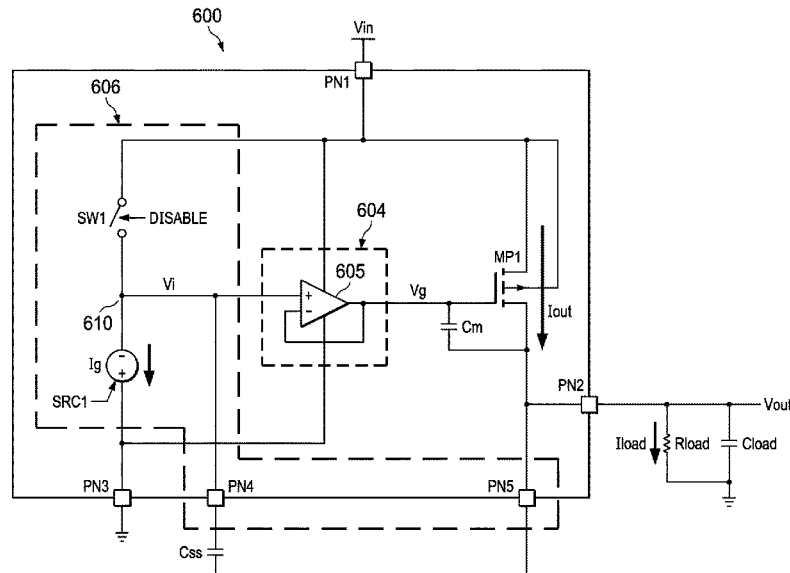 600
Vin
PN1
606
SW1
DISABLE
604
MP1
605
Vi
Vg
Iout
610
Cm
Ig
SRC1
PN2
Vout
Iload
Rload
Cload
PN3
PN4
PN5
Css
+
-
-
+